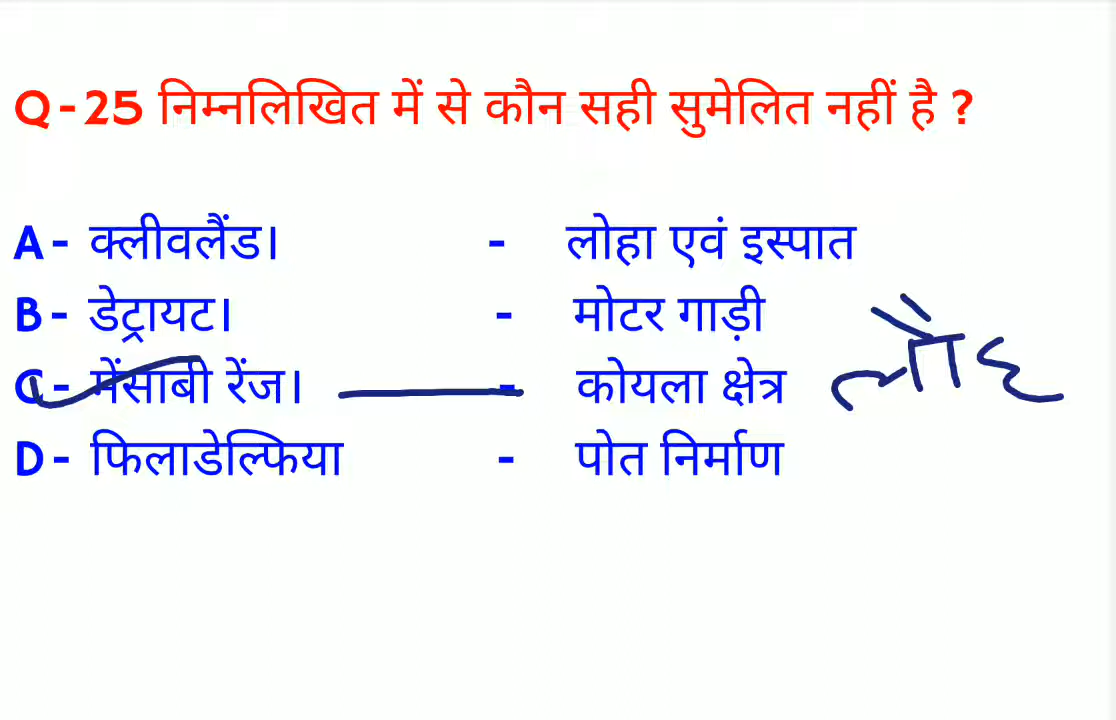 Q-25 निम्नलिखित में से कौन सही सुमेलित नहीं है ?
A- क्लीवलैंड। - लोहा एवं इस्पात
B- डेट्रायट। - मोटर गाड़ी
C- मेंसाबी रेंज। - कोयला क्षेत्र
D- फिलाडेल्फिया - पोत निर्माण